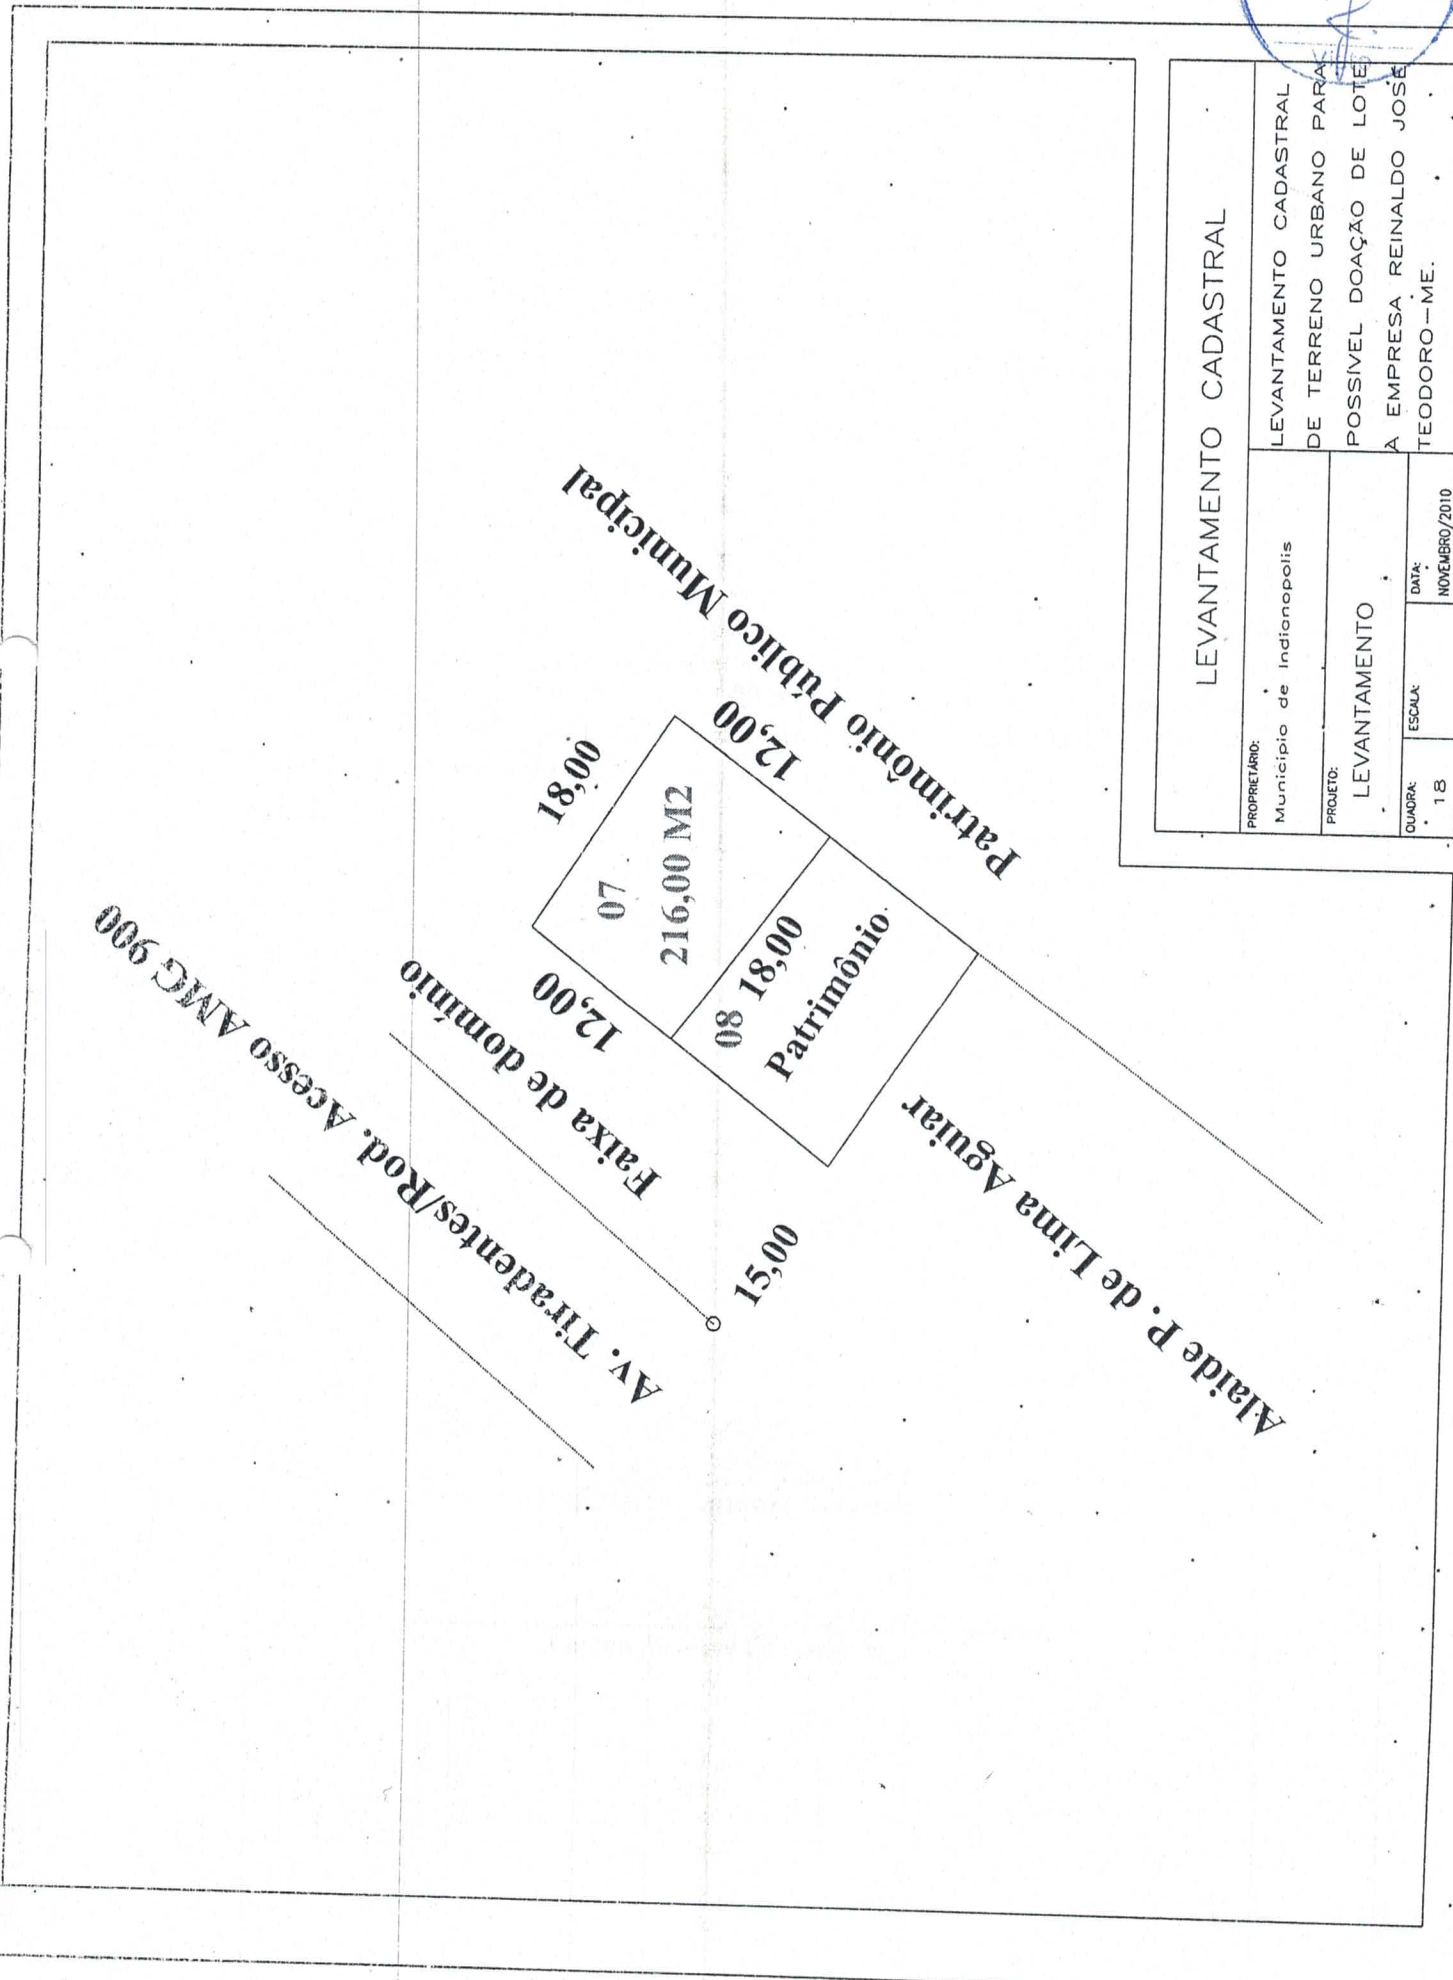 Av. Tiradentes/Rod. Acesso AMG 900
Faixa de domínio
15,00
12,00
18,00
07
216,00 M2
12,00
08 18,00
Patrimônio
Patrimônio Público Municipal
Alaide P. de Lima Aguiar
LEVANTAMENTO CADASTRAL
PROPRIETÁRIO:
Municipio de Indianopolis
PROJETO:
LEVANTAMENTO
QUADRA:
18
ESCALA:
DATA:
NOVEMBRO/2010
LEVANTAMENTO CADASTRAL
DE TERRENO URBANO PARA
POSSÍVEL DOAÇÃO DE LOTE
A EMPRESA REINALDO JOSÉ
TEODORO-ME.